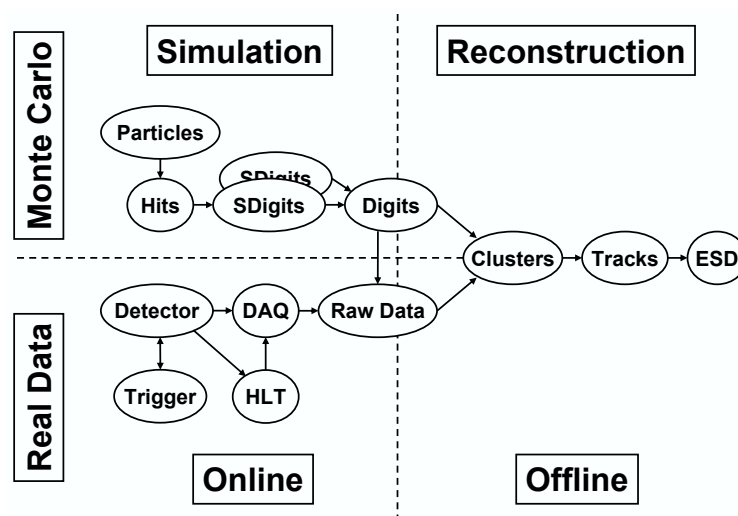 Simulation
Reconstruction
Monte Carlo
Particles
SDigits
Hits
SDigits
Digits
Clusters
Tracks
ESD
Real Data
Detector
DAQ
Raw Data
Trigger
HLT
Online
Offline